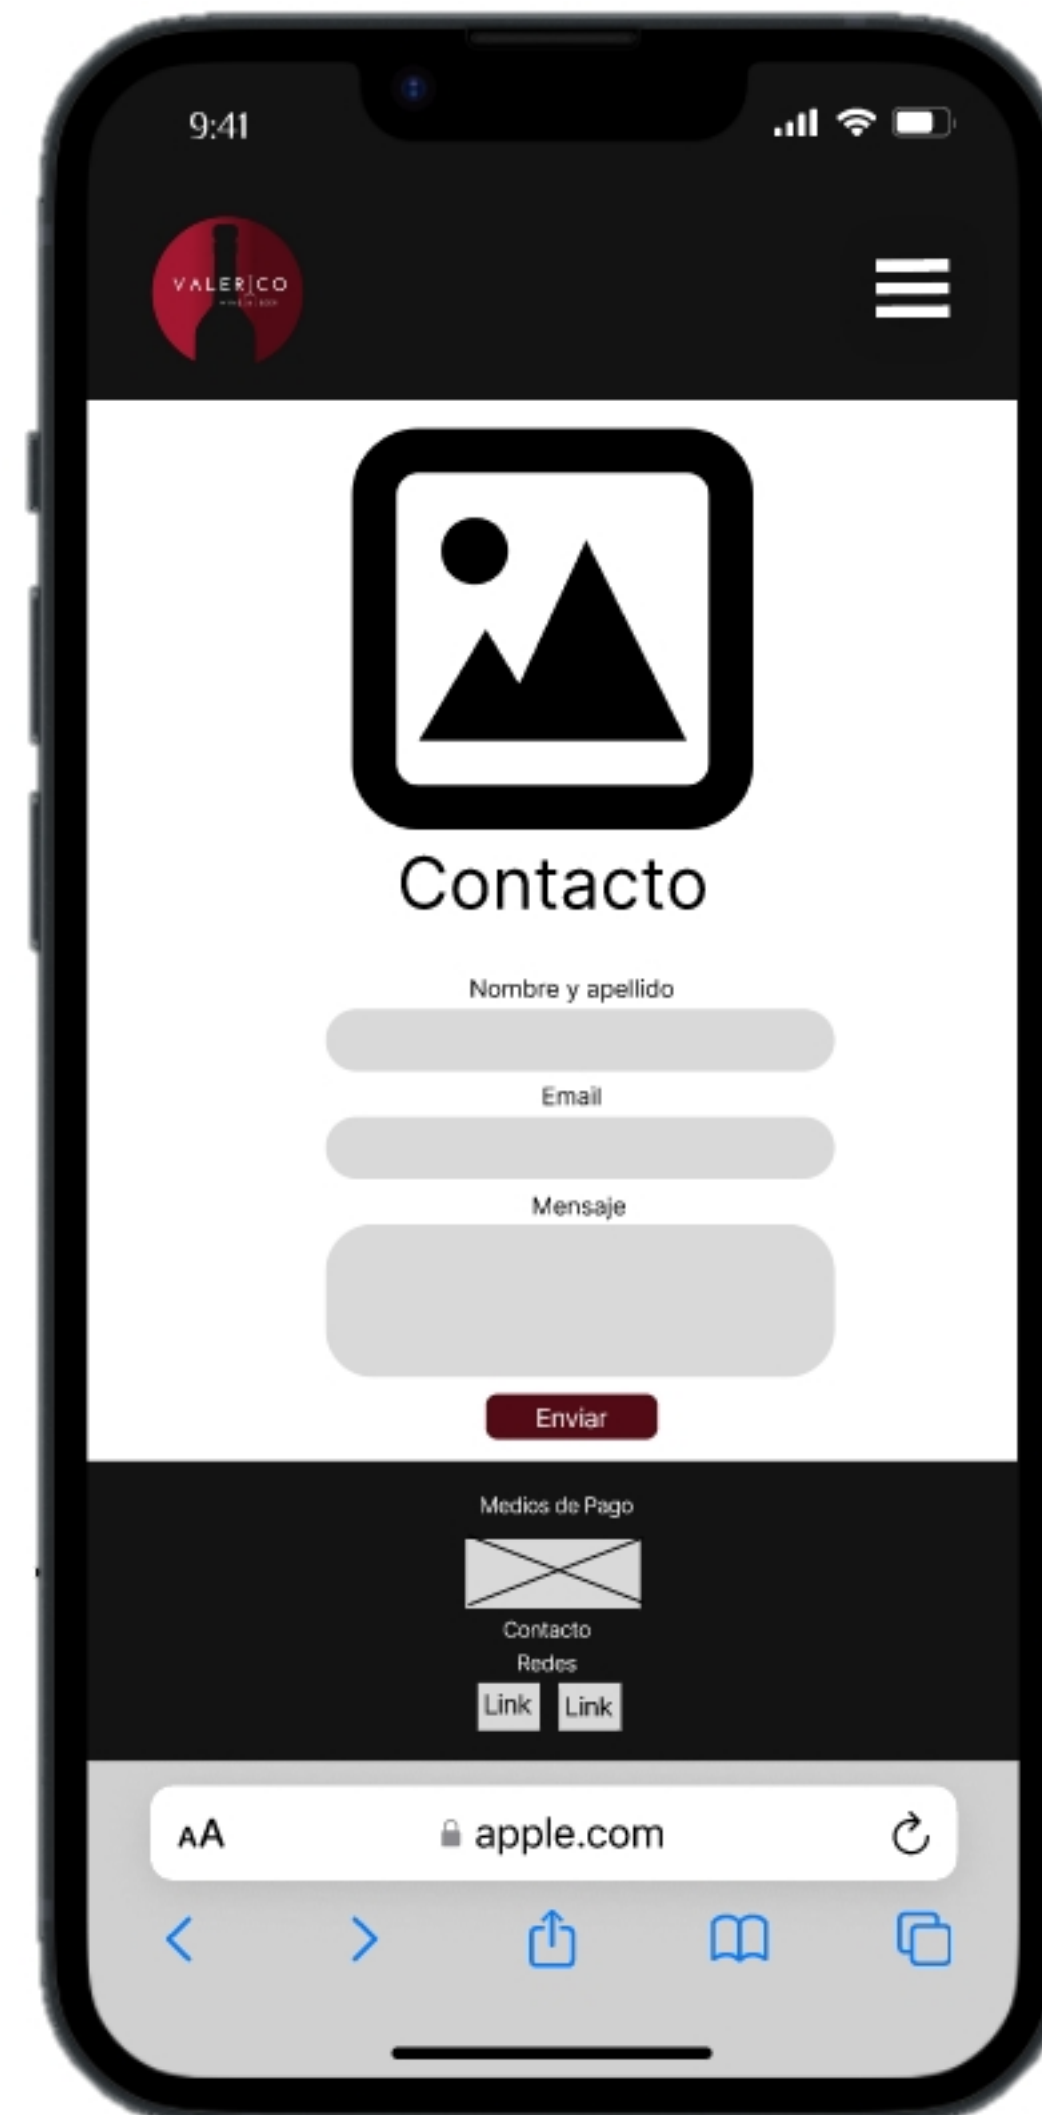 9:41
VALERICO
Contacto
Nombre y apellido
Email
Mensaje
Enviar
Medios de Pago
Contacto
Redes
Link Link
AA apple.com